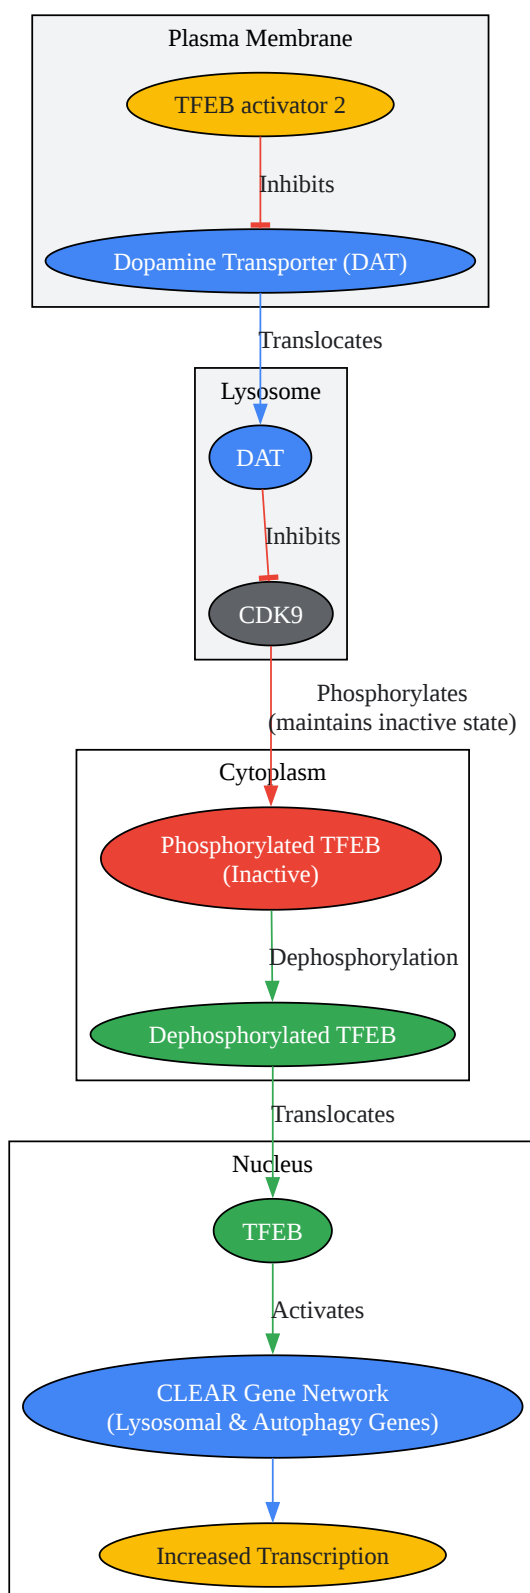 Plasma Membrane
TFEB activator 2
Inhibits
Dopamine Transporter (DAT)
Translocates
Lysosome
DAT
Inhibits
CDK9
Phosphorylates
(maintains inactive state)
Cytoplasm
Phosphorylated TFEB
(Inactive)
Dephosphorylation
Dephosphorylated TFEB
Translocates
Nucleus
TFEB
Activates
CLEAR Gene Network
(Lysosomal & Autophagy Genes)
Increased Transcription